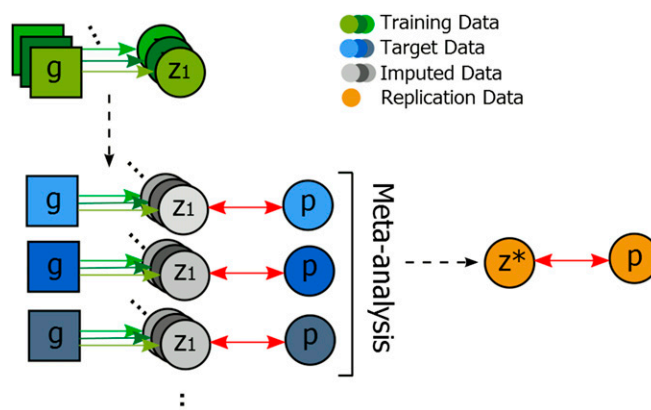 Training Data
Target Data
Imputed Data
Replication Data
g
z1
g
z1
p
g
z1
p
g
z1
p
Meta-analysis
z*
p